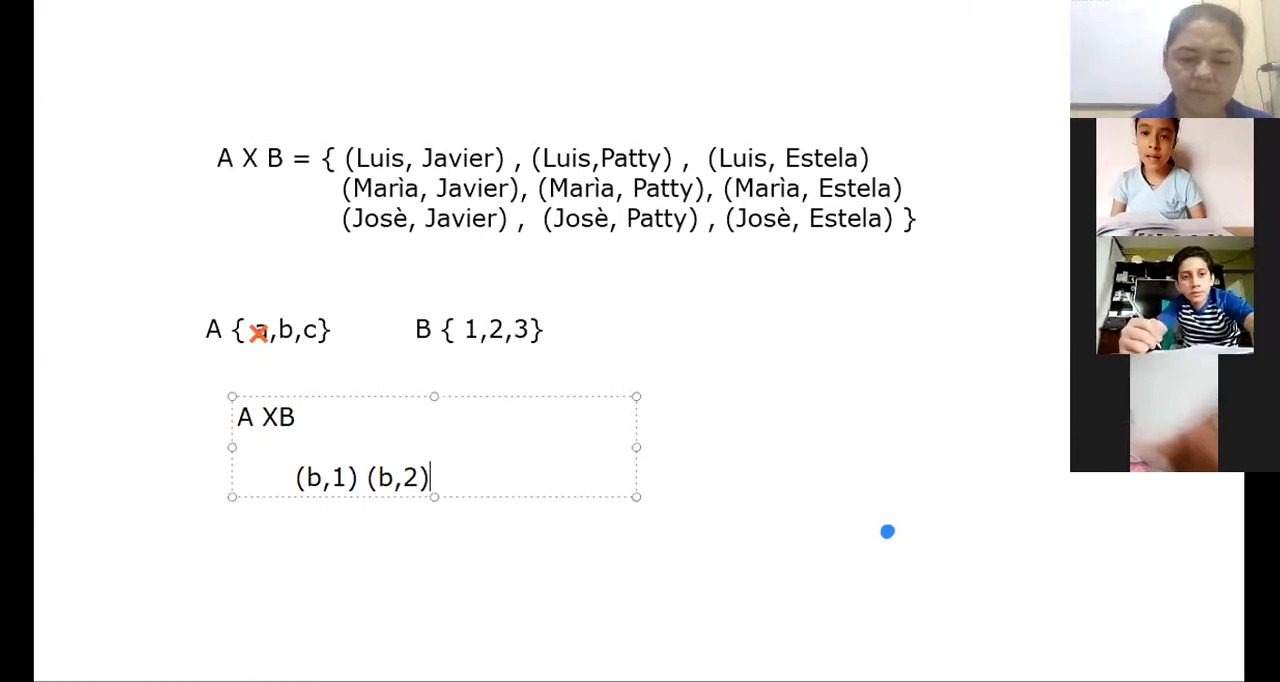 A X B = { (Luis, Javier) , (Luis,Patty) , (Luis, Estela)
(Marìa, Javier), (Marìa, Patty), (Marìa, Estela)
(Josè, Javier) , (Josè, Patty) , (Josè, Estela) }
A { a,b,c} B { 1,2,3}
A XB
(b,1) (b,2)